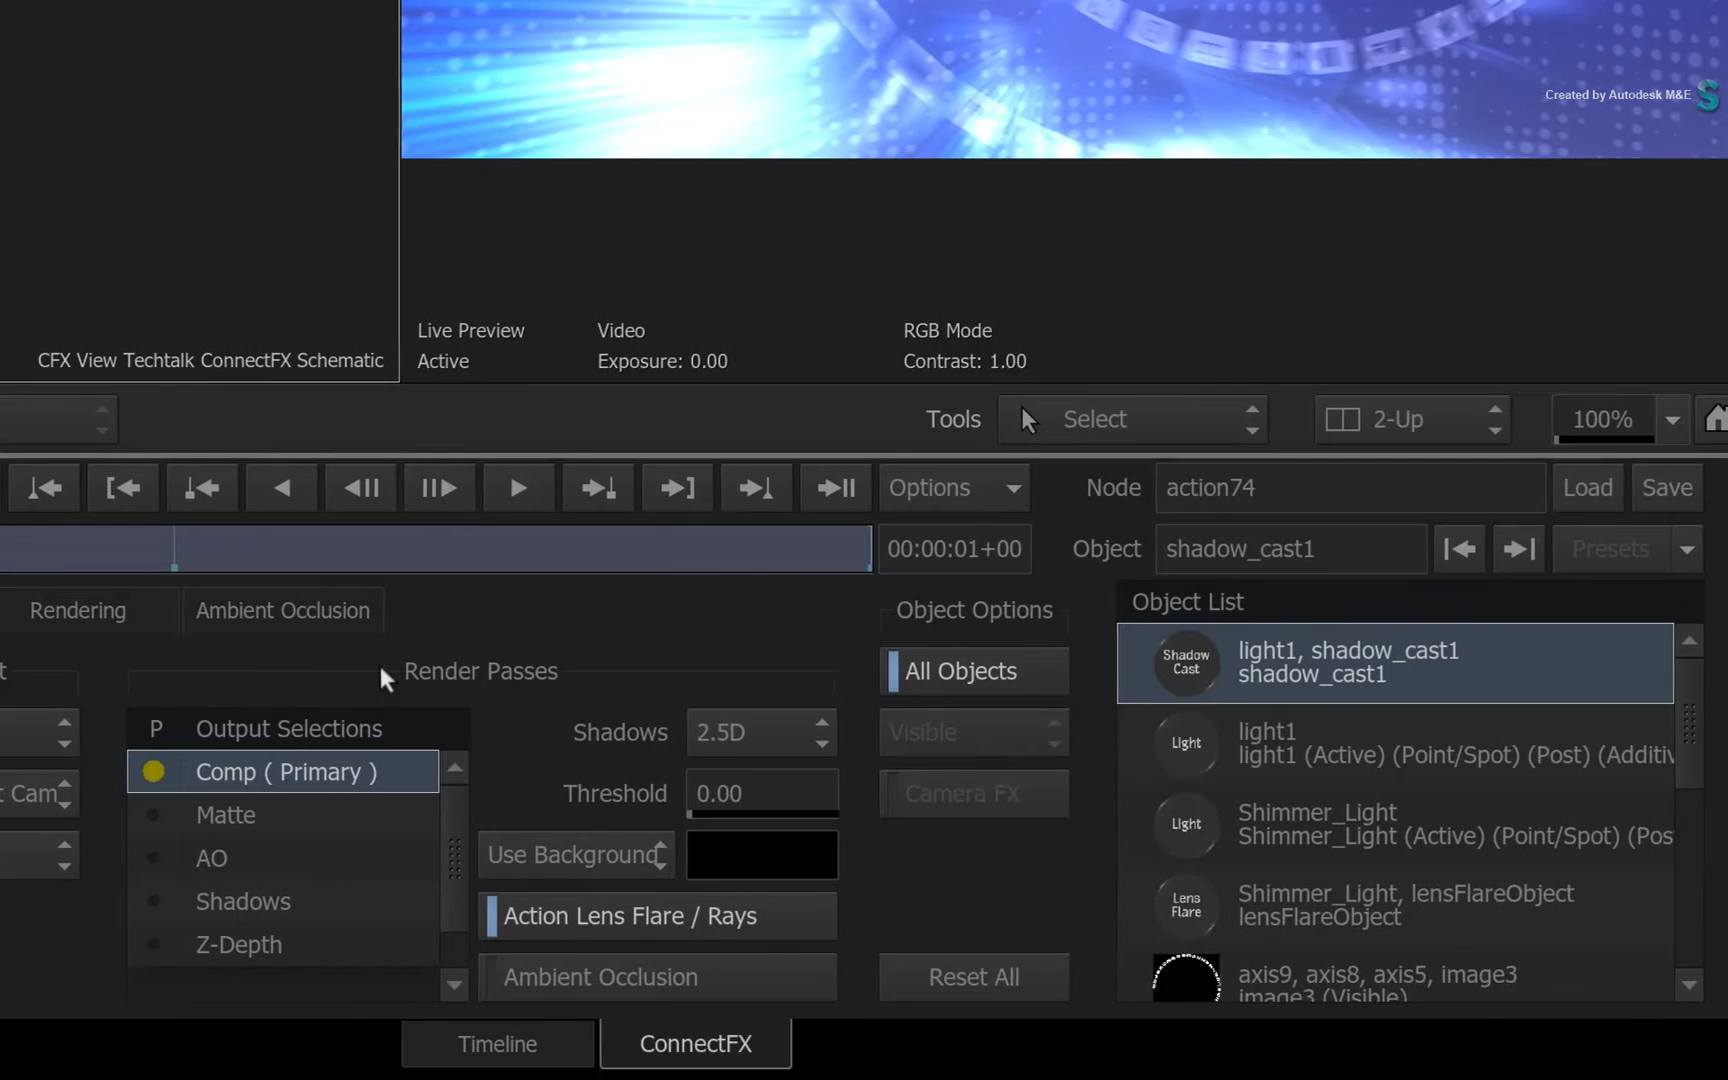 Created by Autodesk M&E
Live Preview
Active
Video
Exposure: 0.00
RGB Mode
Contrast: 1.00
CFX View Techtalk ConnectFX Schematic
Tools
Select
2-Up
100%
Options
Node
action74
Load
Save
00:00:01+00
Object
shadow_cast1
Presets
Rendering
Ambient Occlusion
Object Options
Object List
Render Passes
All Objects
Shadow
Cast
light1, shadow_cast1
shadow_cast1
P
Output Selections
Shadows
2.5D
Visible
Light
light1
light1 (Active) (Point/Spot) (Post) (Additiv
Comp ( Primary )
t Cam
Threshold
0.00
Camera FX
Matte
Light
Shimmer_Light
Shimmer_Light (Active) (Point/Spot) (Pos
AO
Use Background
Shadows
Action Lens Flare / Rays
Lens
Flare
Shimmer_Light, lensFlareObject
lensFlareObject
Z-Depth
Ambient Occlusion
Reset All
axis9, axis8, axis5, image3
image3 (Visible)
Timeline
ConnectFX